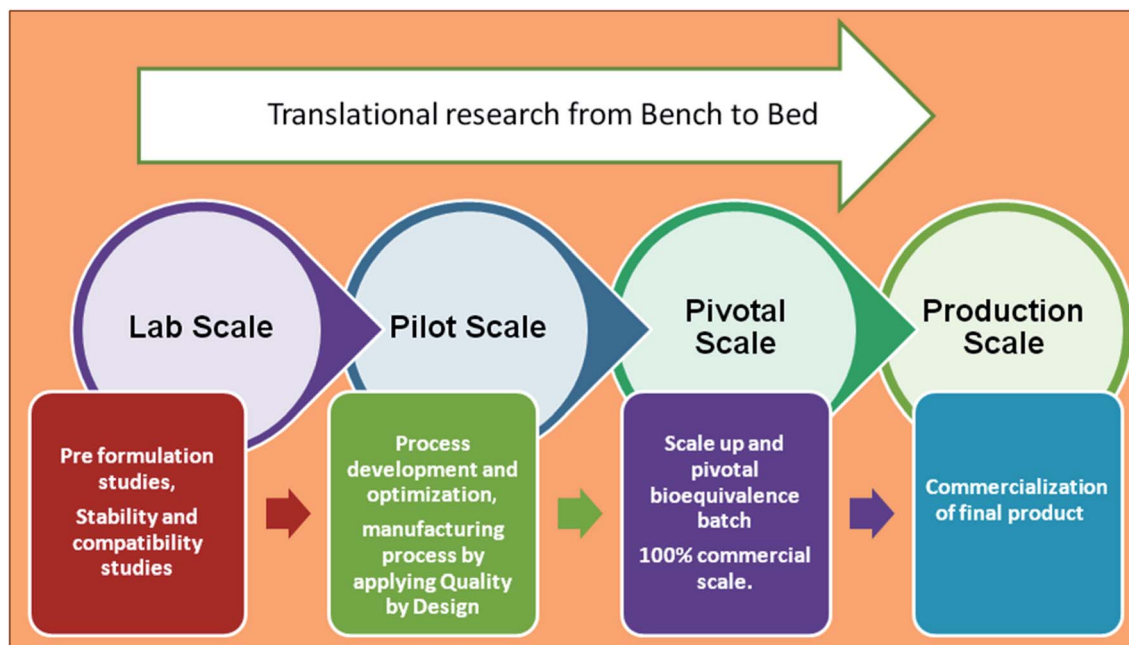 Translational research from Bench to Bed
Lab Scale
Pilot Scale
Pivotal
Scale
Production
Scale
Pre formulation
studies,
Stability and
compatibility
studies
Process
development and
optimization,
manufacturing
process by
applying Quality
by Design
Scale up and
pivotal
bioequivalence
batch
100% commercial
scale.
Commercialization
of final product